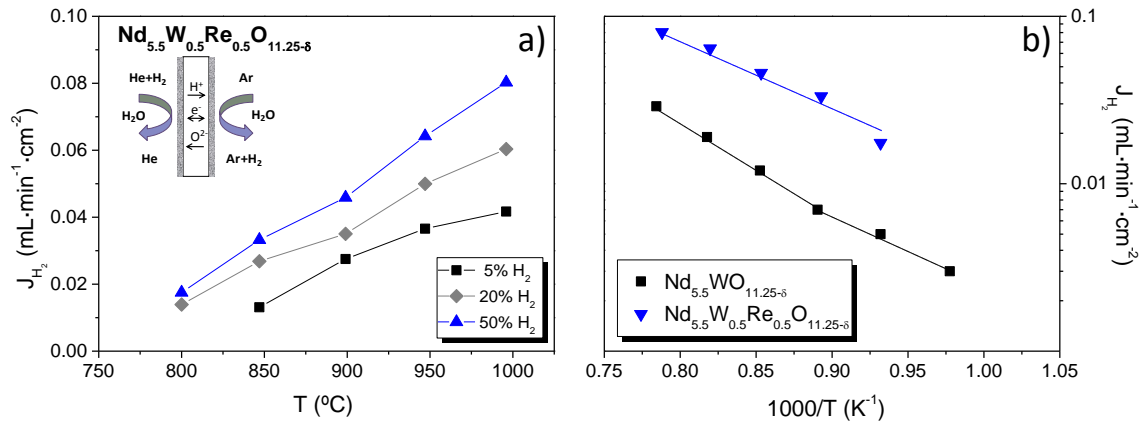 Nd5.5W0.5Re0.5O11.25-δ
a)
He+H2
Ar
H+
H2O
e-
H2O
O2-
He
Ar+H2
JH2 (mL·min-1·cm-2)
0.10
0.08
0.06
0.04
0.02
0.00
5% H2
20% H2
50% H2
750
800
850
900
950
1000
T (ºC)
b)
0.1
0.01
JH2 (mL·min-1·cm-2)
Nd5.5WO11.25-δ
Nd5.5W0.5Re0.5O11.25-δ
0.75
0.80
0.85
0.90
0.95
1.00
1.05
1000/T (K-1)